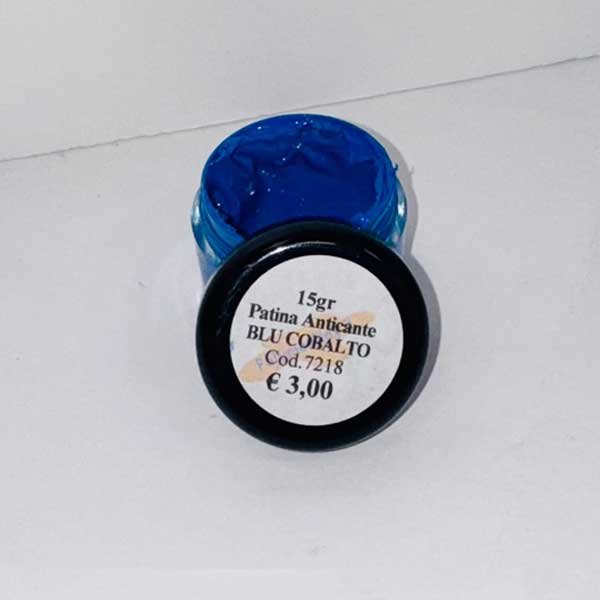 15gr
Patina Anticante
BLU COBALTO
Cod.7218
€ 3,00